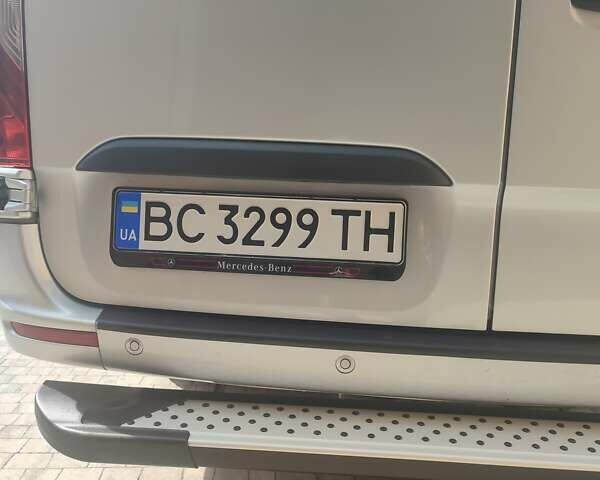 UA BC 3299 TH
Mercedes-Benz